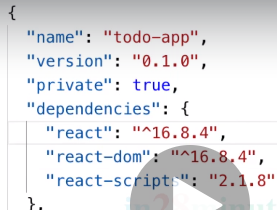 {
"name": "todo-app",
"version": "0.1.0",
"private": true,
"dependencies": {
"react": "^16.8.4",
"react-dom": "^16.8.4",
"react-scripts": "2.1.8"
},